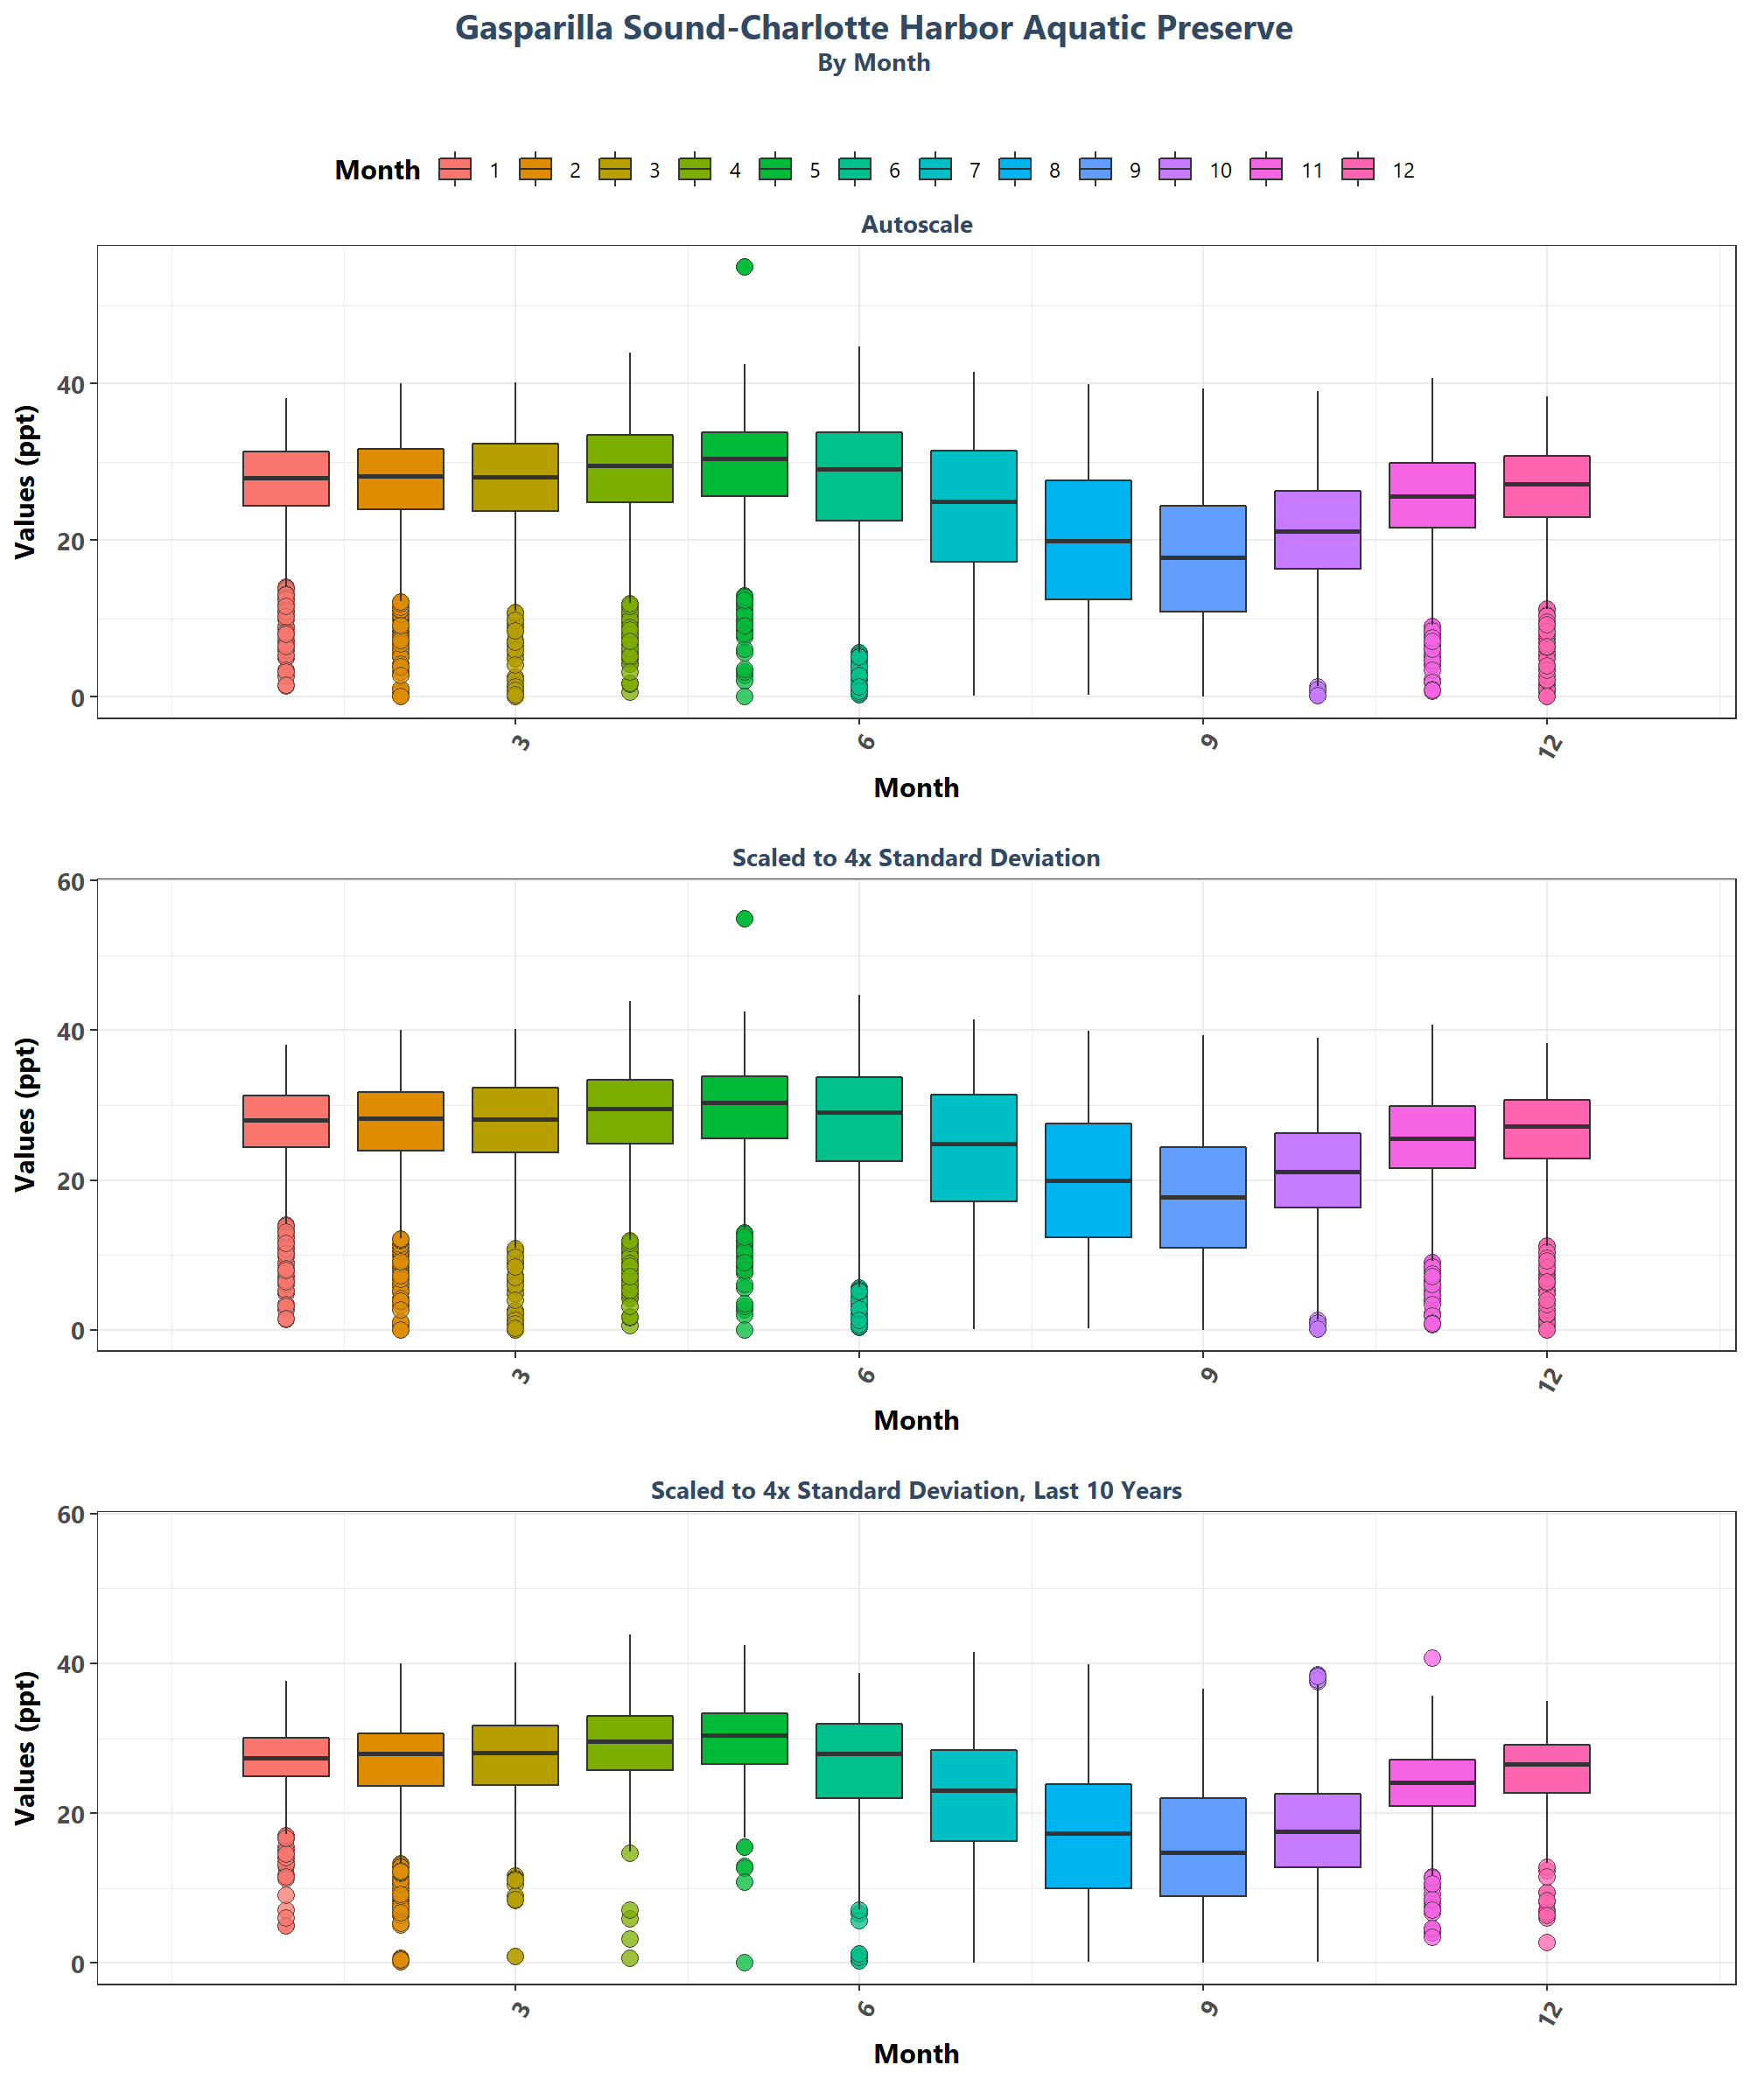 Gasparilla Sound-Charlotte Harbor Aquatic Preserve
By Month
Month 1 2 3 4 5 6 7 8 9 10 11 12
Autoscale
Values (ppt)
40
20
0
3 6 9 12
Month
Scaled to 4x Standard Deviation
Values (ppt)
60
40
20
0
3 6 9 12
Month
Scaled to 4x Standard Deviation, Last 10 Years
Values (ppt)
60
40
20
0
3 6 9 12
Month